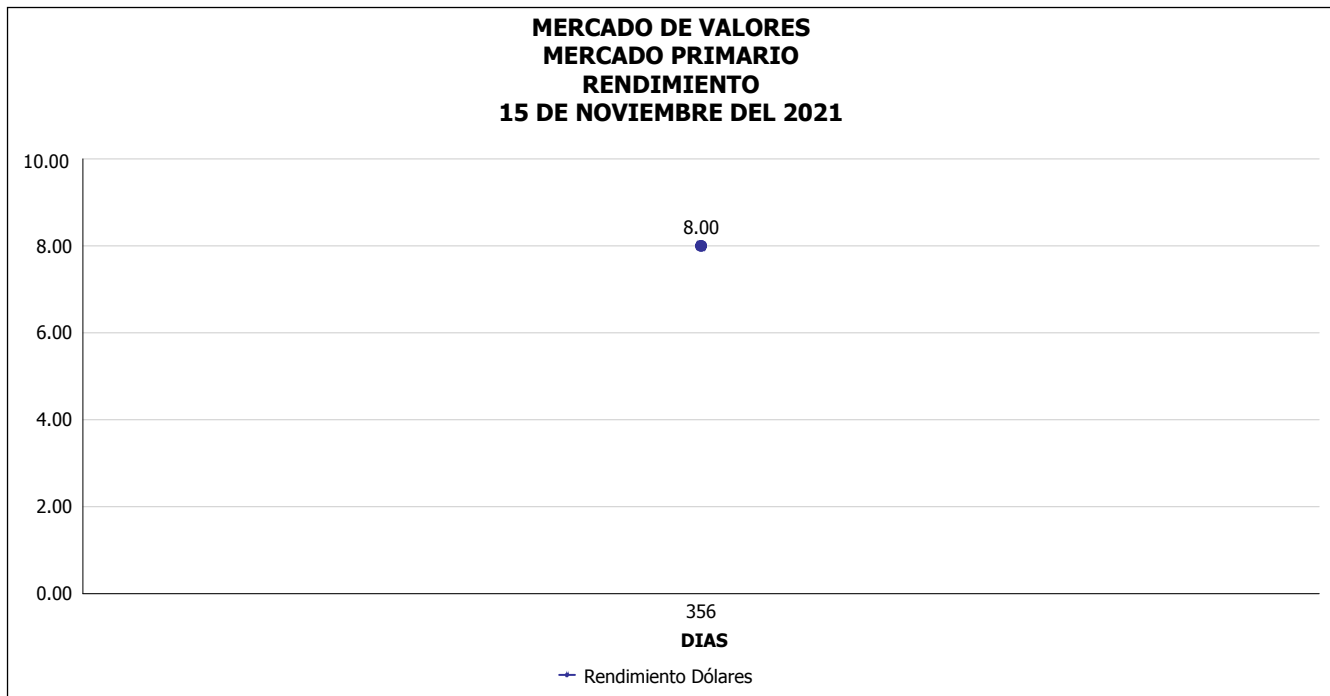 MERCADO DE VALORES
MERCADO PRIMARIO
RENDIMIENTO
15 DE NOVIEMBRE DEL 2021
10.00
8.00
8.00
6.00
4.00
2.00
0.00
356
DIAS
Rendimiento Dólares